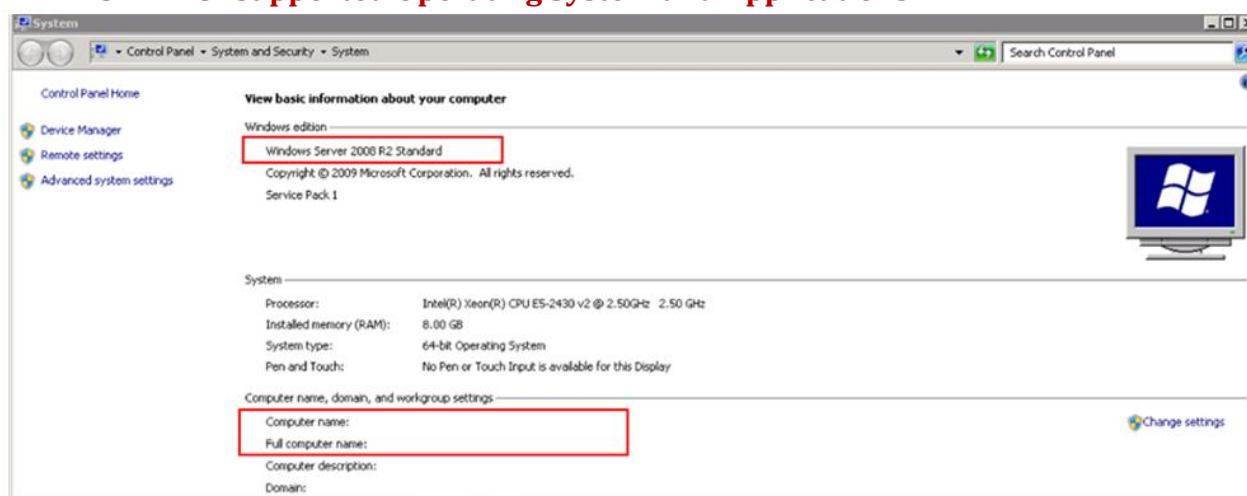 Supported Operating System and Applications
System
Control Panel System and Security System
Search Control Panel
Control Panel Home
View basic information about your computer
Device Manager
Windows edition
Remote settings
Windows Server 2008 R2 Standard
Advanced system settings
Copyright © 2009 Microsoft Corporation. All rights reserved.
Service Pack 1
System
Processor: Intel(R) Xeon(R) CPU E5-2430 v2 @ 2.50GHz 2.50 GHz
Installed memory (RAM): 8.00 GB
System type: 64-bit Operating System
Pen and Touch: No Pen or Touch Input is available for this Display
Computer name, domain, and workgroup settings
Computer name:
Change settings
Full computer name:
Computer description:
Domain: